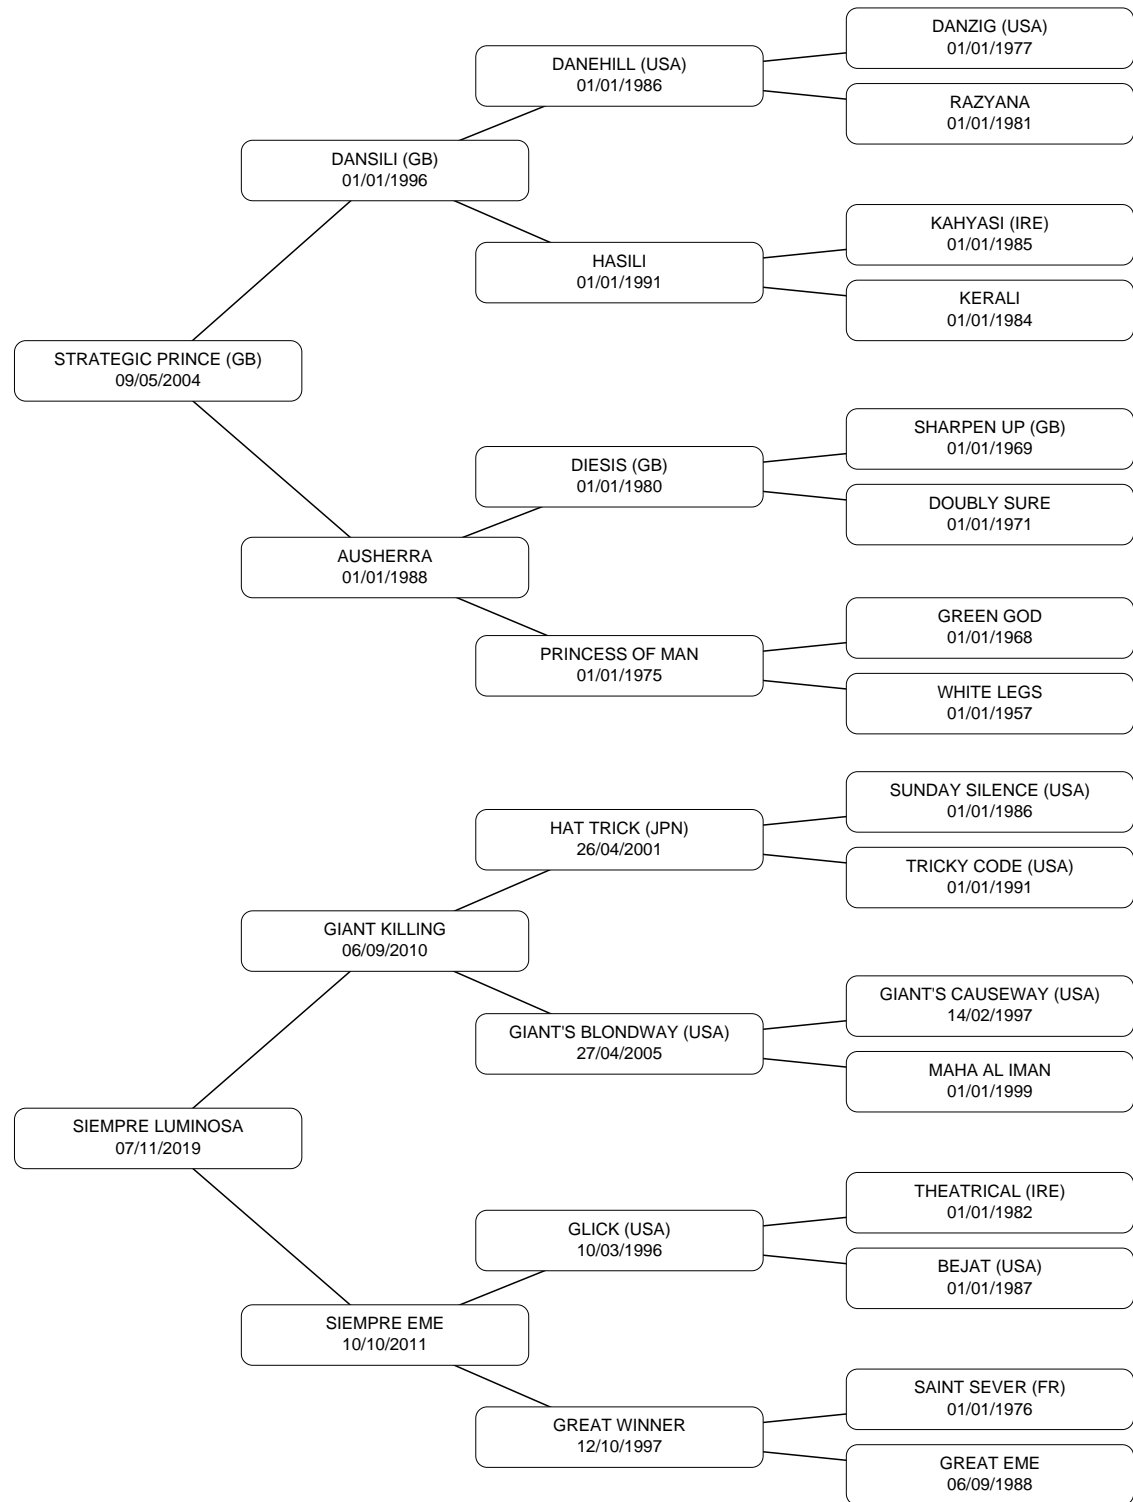 DANZIG (USA)
01/01/1977
DANEHILL (USA)
01/01/1986
RAZYANA
01/01/1981
DANSILI (GB)
01/01/1996
KAHYASI (IRE)
01/01/1985
HASILI
01/01/1991
KERALI
01/01/1984
STRATEGIC PRINCE (GB)
09/05/2004
SHARPEN UP (GB)
01/01/1969
DIESIS (GB)
01/01/1980
DOUBLY SURE
01/01/1971
AUSHERRA
01/01/1988
GREEN GOD
01/01/1968
PRINCESS OF MAN
01/01/1975
WHITE LEGS
01/01/1957
SUNDAY SILENCE (USA)
01/01/1986
HAT TRICK (JPN)
26/04/2001
TRICKY CODE (USA)
01/01/1991
GIANT KILLING
06/09/2010
GIANT'S CAUSEWAY (USA)
14/02/1997
GIANT'S BLONDWAY (USA)
27/04/2005
MAHA AL IMAN
01/01/1999
SIEMPRE LUMINOSA
07/11/2019
THEATRICAL (IRE)
01/01/1982
GLICK (USA)
10/03/1996
BEJAT (USA)
01/01/1987
SIEMPRE EME
10/10/2011
SAINT SEVER (FR)
01/01/1976
GREAT WINNER
12/10/1997
GREAT EME
06/09/1988